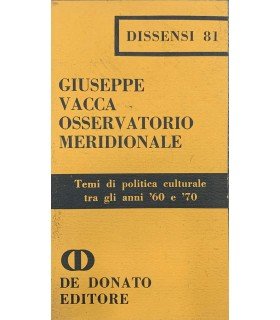 DISSENSI 81
GIUSEPPE
VACCA
OSSERVATORIO
MERIDIONALE
Temi di politica culturale
tra gli anni '60 e '70
DE DONATO
EDITORE